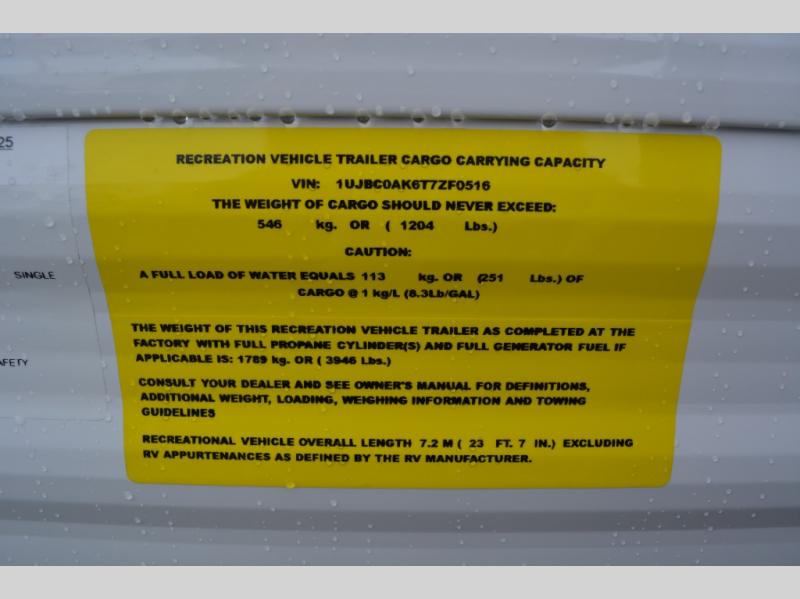 25
SINGLE
AFETY
RECREATION VEHICLE TRAILER CARGO CARRYING CAPACITY
VIN: 1UJBC0AK6T7ZF0516
THE WEIGHT OF CARGO SHOULD NEVER EXCEED:
546 kg. OR ( 1204 Lbs.)
CAUTION:
A FULL LOAD OF WATER EQUALS 113 kg. OR (251 Lbs.) OF
CARGO @ 1 kg/L (8.3Lb/GAL)
THE WEIGHT OF THIS RECREATION VEHICLE TRAILER AS COMPLETED AT THE
FACTORY WITH FULL PROPANE CYLINDER(S) AND FULL GENERATOR FUEL IF
APPLICABLE IS: 1789 kg. OR ( 3946 Lbs.)
CONSULT YOUR DEALER AND SEE OWNER'S MANUAL FOR DEFINITIONS,
ADDITIONAL WEIGHT, LOADING, WEIGHING INFORMATION AND TOWING
GUIDELINES
RECREATIONAL VEHICLE OVERALL LENGTH 7.2 M ( 23 FT. 7 IN.) EXCLUDING
RV APPURTENANCES AS DEFINED BY THE RV MANUFACTURER.